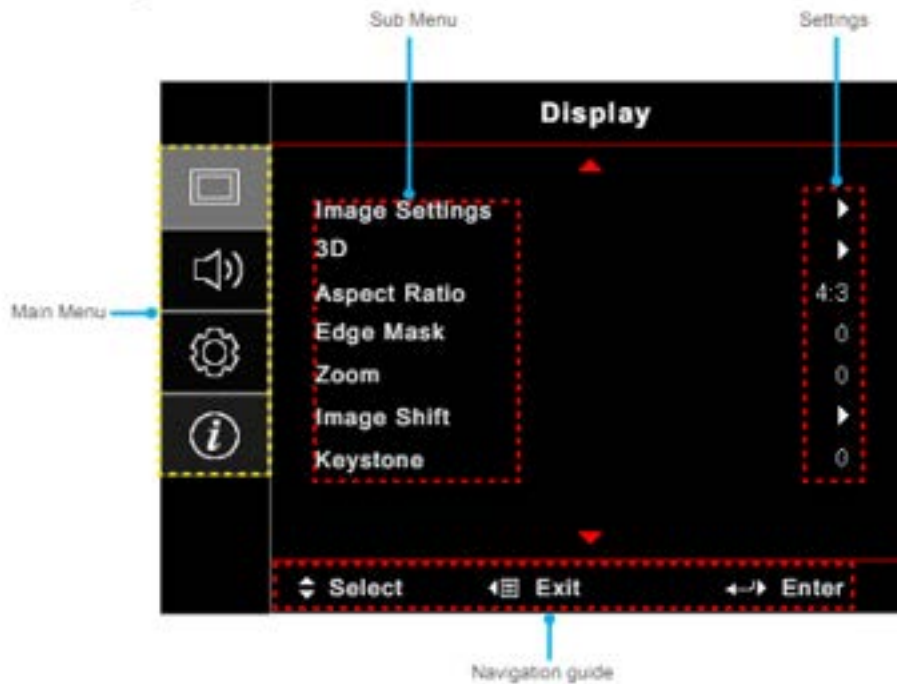 Sub Menu
Settings
Display
Image Settings
3D
Aspect Ratio 4:3
Edge Mask 0
Zoom 0
Image Shift
Keystone 0
Main Menu
Select Exit Enter
Navigation guide